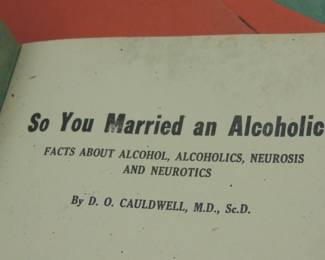 So You Married an Alcoholic
FACTS ABOUT ALCOHOL, ALCOHOLICS, NEUROSIS
AND NEUROTICS
By D. O. CAULDWELL, M.D., Sc.D.